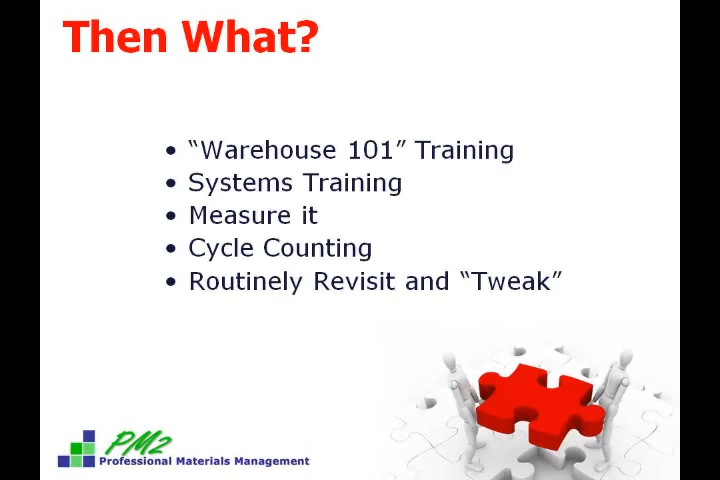 Then What?
• “Warehouse 101” Training
• Systems Training
• Measure it
• Cycle Counting
• Routinely Revisit and “Tweak”
PM2
Professional Materials Management